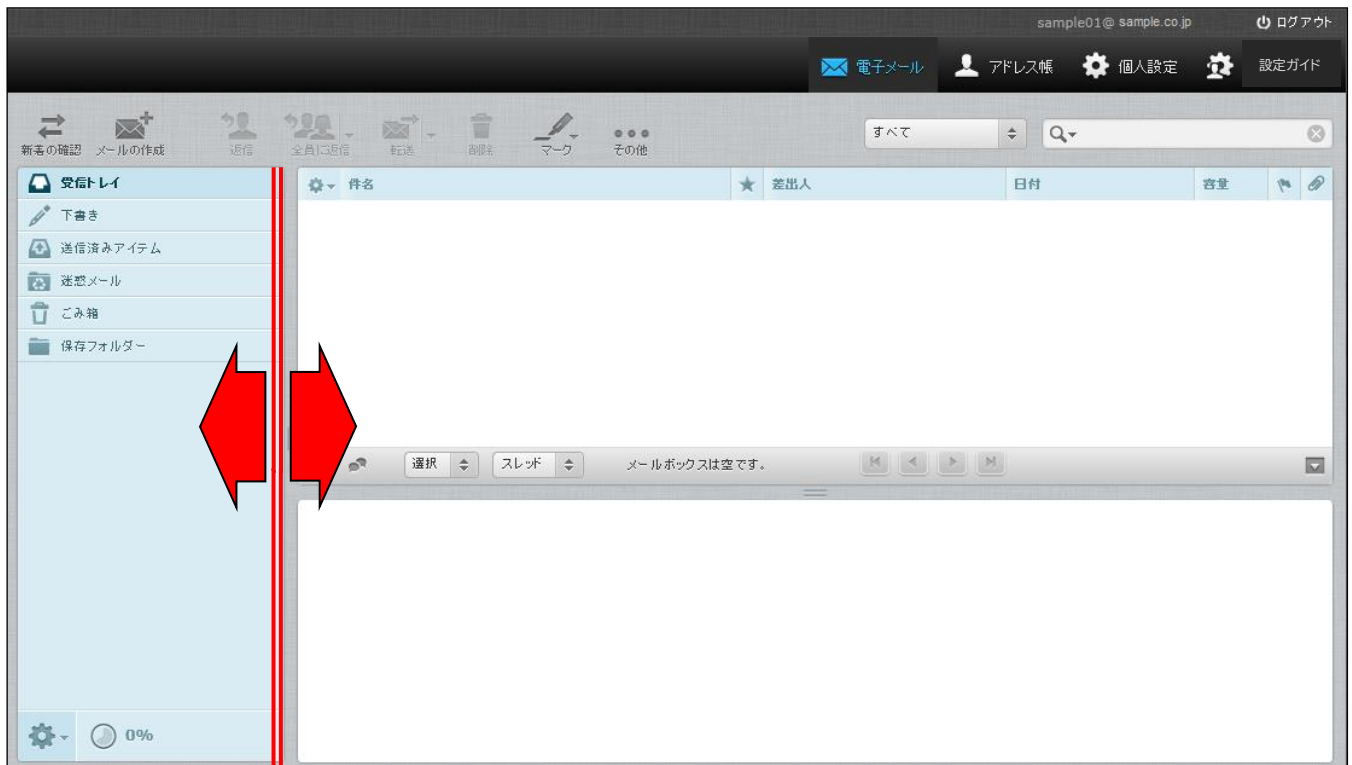 sample01@ sample.co.jp ログアウト
電子メール アドレス帳 個人設定 設定ガイド
新着の確認 メールの作成 返信 全員に返信 転送 削除 マーク その他 すべて
受信トレイ 件名 差出人 日付 容量
下書き
送信済みアイテム
迷惑メール
ごみ箱
保存フォルダー
選択 スレッド メールボックスは空です。
0%